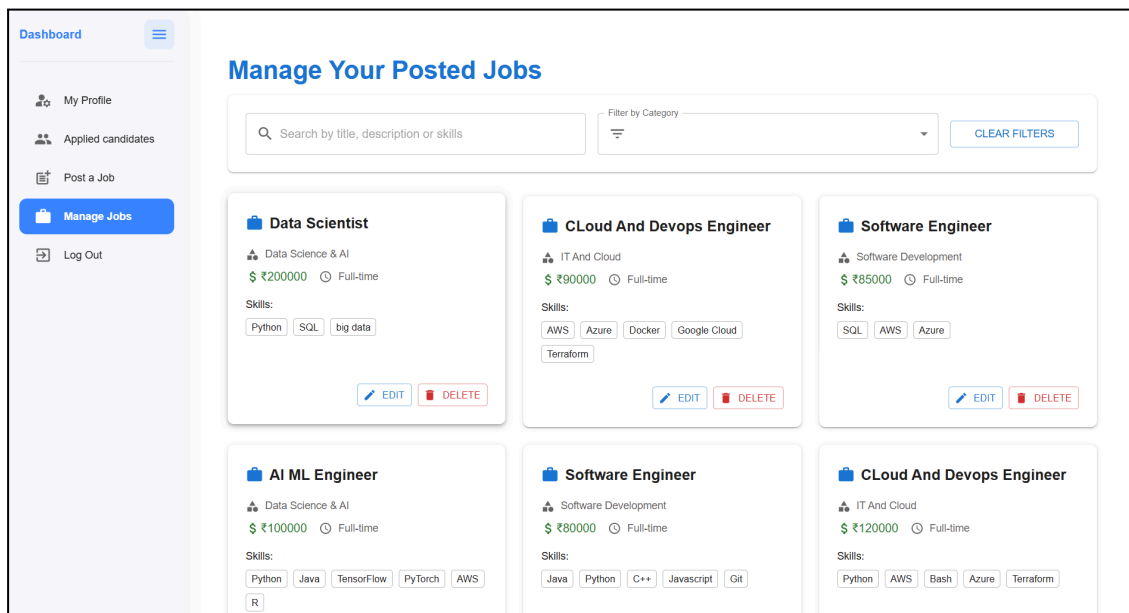 Dashboard
My Profile
Applied candidates
Post a Job
Manage Jobs
Log Out
Manage Your Posted Jobs
Search by title, description or skills
Filter by Category
CLEAR FILTERS
Data Scientist
Data Science & AI
$ ₹200000 Full-time
Skills:
Python SQL big data
EDIT DELETE
CLoud And Devops Engineer
IT And Cloud
$ ₹90000 Full-time
Skills:
AWS Azure Docker Google Cloud
Terraform
EDIT DELETE
Software Engineer
Software Development
$ ₹85000 Full-time
Skills:
SQL AWS Azure
EDIT DELETE
AI ML Engineer
Data Science & AI
$ ₹100000 Full-time
Skills:
Python Java TensorFlow PyTorch AWS
R
Software Engineer
Software Development
$ ₹80000 Full-time
Skills:
Java Python C++ Javascript Git
CLoud And Devops Engineer
IT And Cloud
$ ₹120000 Full-time
Skills:
Python AWS Bash Azure Terraform